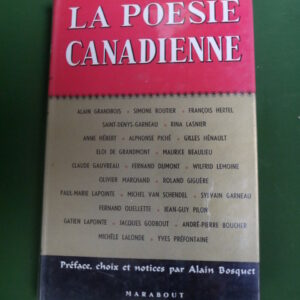 LA POESIE
CANADIENNE
ALAIN GRANDBOIS • SIMONE ROUTIER • FRANÇOIS HERTEL
SAINT-DENYS-GARNEAU • RINA LASNIER
ANNE HÉBERT • ALPHONSE PICHÉ • GILLES HÉNAULT
ELOI DE GRANDMONT • MAURICE BEAULIEU
CLAUDE GAUVREAU • FERNAND DUMONT • WILFRID LEMOINE
OLIVIER MARCHAND • ROLAND GIGUÈRE
PAUL-MARIE LAPOINTE • MICHEL VAN SCHENDEL • SYLVAIN GARNEAU
FERNAND OUELLETTE • JEAN-GUY PILON
GATIEN LAPOINTE • JACQUES GODBOUT • ANDRÉ-PIERRE BOUCHER
MICHÈLE LALONDE • YVES PRÉFONTAINE
Préface, choix et notices par Alain Bosquet
MARABOUT